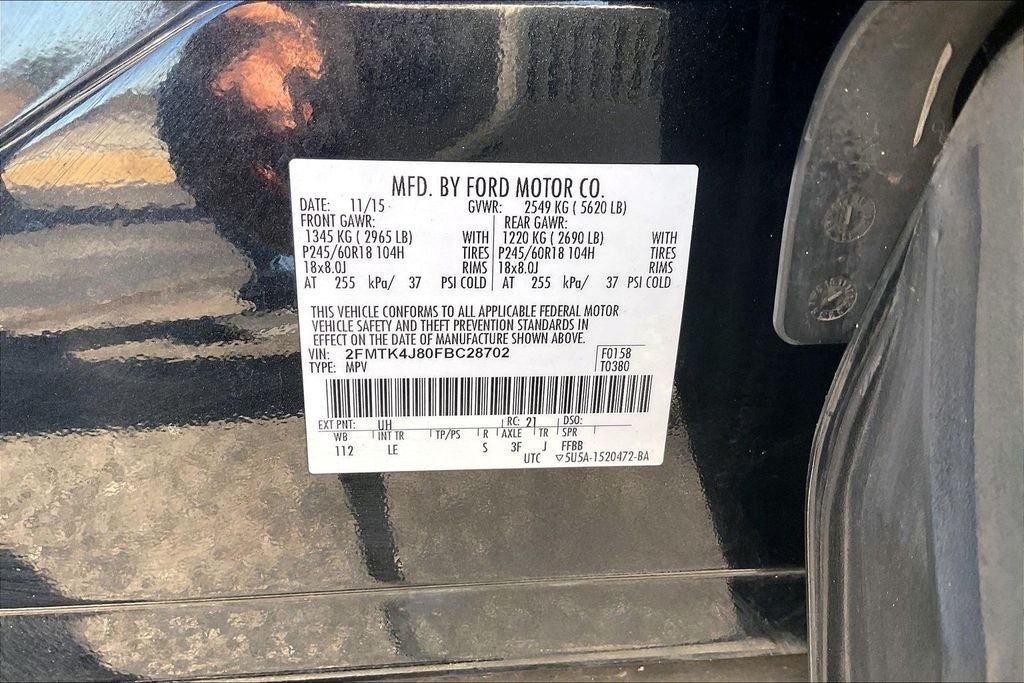 MFD. BY FORD MOTOR CO.
DATE: 11/15 GVWR: 2549 KG ( 5620 LB)
FRONT GAWR: REAR GAWR:
1345 KG ( 2965 LB) WITH 1220 KG ( 2690 LB) WITH
P245/60R18 104H TIRES P245/60R18 104H TIRES
18x8.0J RIMS 18x8.0J RIMS
AT 255 kPa/ 37 PSI COLD AT 255 kPa/ 37 PSI COLD
THIS VEHICLE CONFORMS TO ALL APPLICABLE FEDERAL MOTOR
VEHICLE SAFETY AND THEFT PREVENTION STANDARDS IN
EFFECT ON THE DATE OF MANUFACTURE SHOWN ABOVE.
VIN: 2FMTK4J80FBC28702 F0158
TYPE: MPV T0380
EXT PNT: UH RC: 21 DSO:
WB INT TR TP/PS R AXLE TR SPR
112 LE S 3F J FFBB
UTC ▽5U5A-1520472-BA